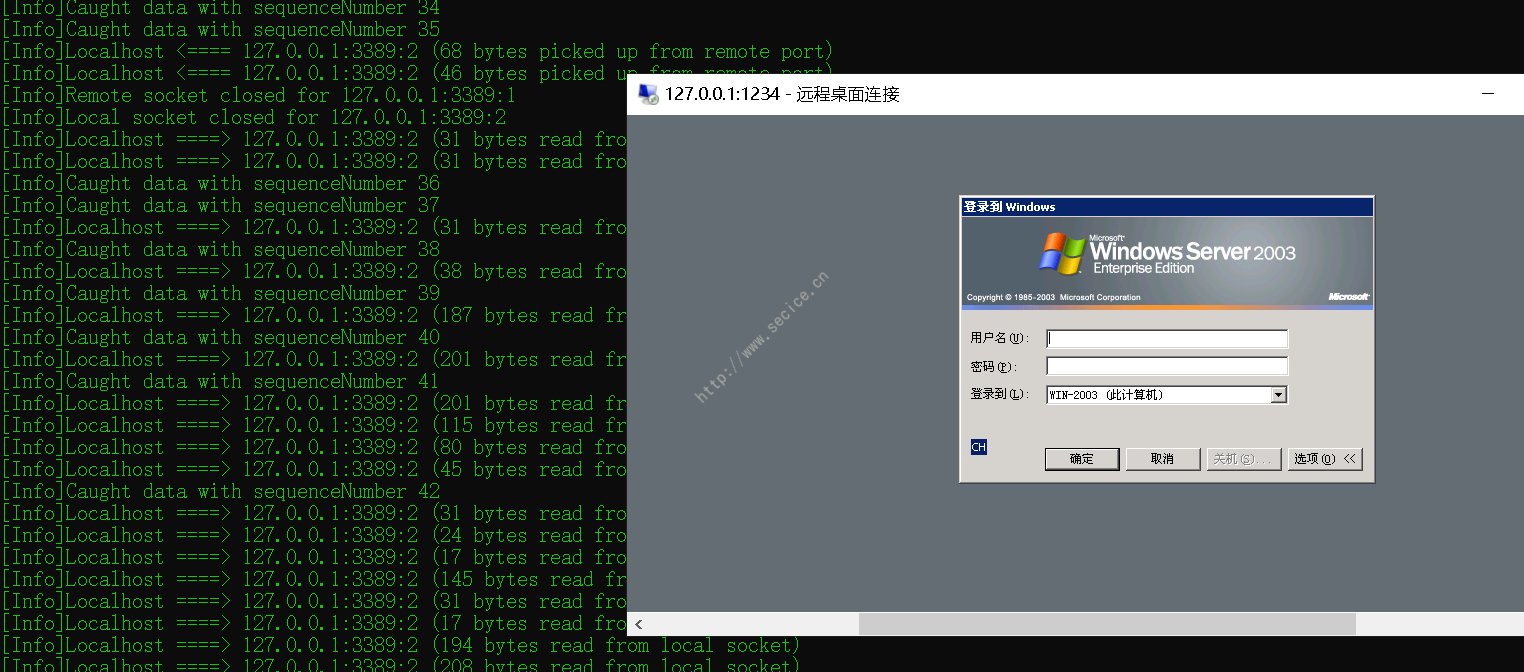 [Info]Caught data with sequenceNumber 34
[Info]Caught data with sequenceNumber 35
[Info]Localhost <==== 127.0.0.1:3389:2 (68 bytes picked up from remote port)
[Info]Localhost <==== 127.0.0.1:3389:2 (46 bytes picked up from remote port)
[Info]Remote socket closed for 127.0.0.1:3389:1
[Info]Local socket closed for 127.0.0.1:3389:2
[Info]Localhost ====> 127.0.0.1:3389:2 (31 bytes read fro
[Info]Localhost ====> 127.0.0.1:3389:2 (31 bytes read fro
[Info]Caught data with sequenceNumber 36
[Info]Caught data with sequenceNumber 37
[Info]Localhost ====> 127.0.0.1:3389:2 (31 bytes read fro
[Info]Caught data with sequenceNumber 38
[Info]Localhost ====> 127.0.0.1:3389:2 (38 bytes read fro
[Info]Caught data with sequenceNumber 39
[Info]Localhost ====> 127.0.0.1:3389:2 (187 bytes read fr
[Info]Caught data with sequenceNumber 40
[Info]Localhost ====> 127.0.0.1:3389:2 (201 bytes read fr
[Info]Caught data with sequenceNumber 41
[Info]Localhost ====> 127.0.0.1:3389:2 (201 bytes read fr
[Info]Localhost ====> 127.0.0.1:3389:2 (115 bytes read fr
[Info]Localhost ====> 127.0.0.1:3389:2 (80 bytes read fro
[Info]Localhost ====> 127.0.0.1:3389:2 (45 bytes read fro
[Info]Caught data with sequenceNumber 42
[Info]Localhost ====> 127.0.0.1:3389:2 (31 bytes read fro
[Info]Localhost ====> 127.0.0.1:3389:2 (24 bytes read fro
[Info]Localhost ====> 127.0.0.1:3389:2 (17 bytes read fro
[Info]Localhost ====> 127.0.0.1:3389:2 (145 bytes read fr
[Info]Localhost ====> 127.0.0.1:3389:2 (31 bytes read fro
[Info]Localhost ====> 127.0.0.1:3389:2 (17 bytes read fro
[Info]Localhost ====> 127.0.0.1:3389:2 (194 bytes read from local socket)
[Info]Localhost ====> 127.0.0.1:3389:2 (208 bytes read from local socket)
127.0.0.1:1234 - 远程桌面连接
登录到 Windows
Microsoft
Windows Server 2003
Enterprise Edition
Copyright © 1985-2003 Microsoft Corporation
Microsoft
用户名(U):
密码(P):
登录到(L):
WIN-2003 (此计算机)
CH
确定
取消
关机(S)...
选项(O) <<
http://www.secice.cn